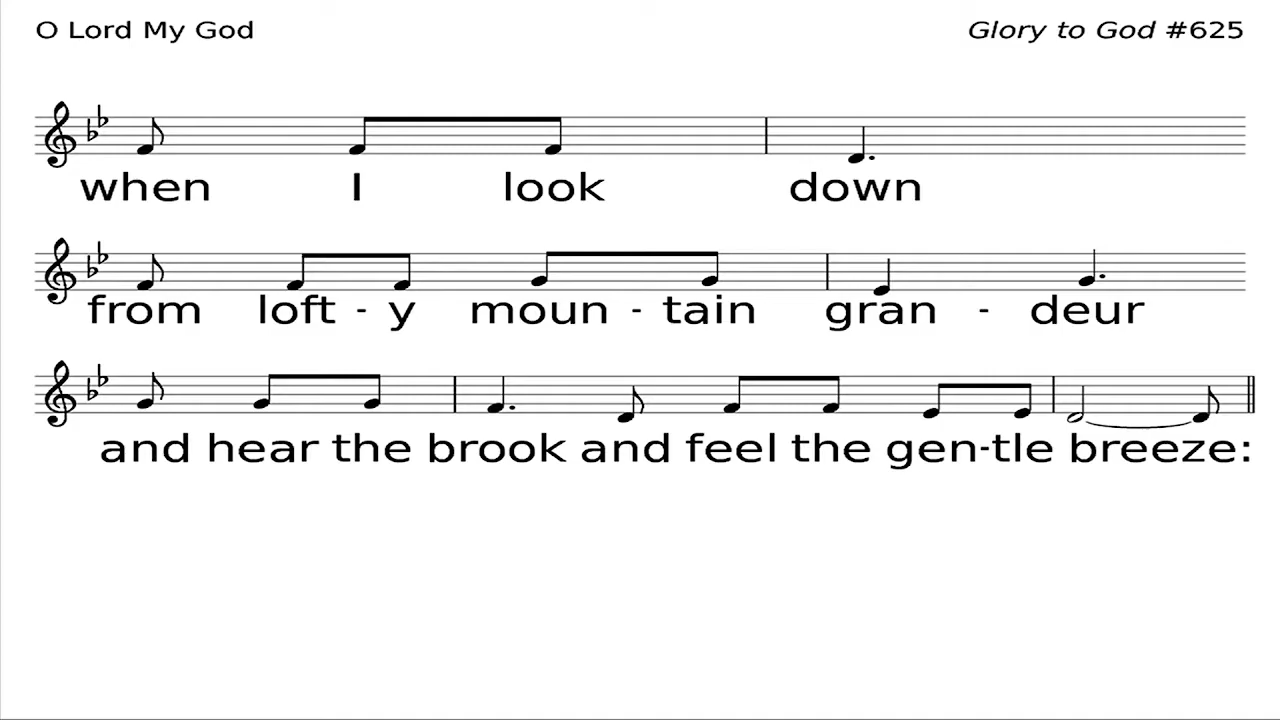 O Lord My God
Glory to God #625
when I look down
from loft - y moun - tain gran - deur
and hear the brook and feel the gen-tle breeze: